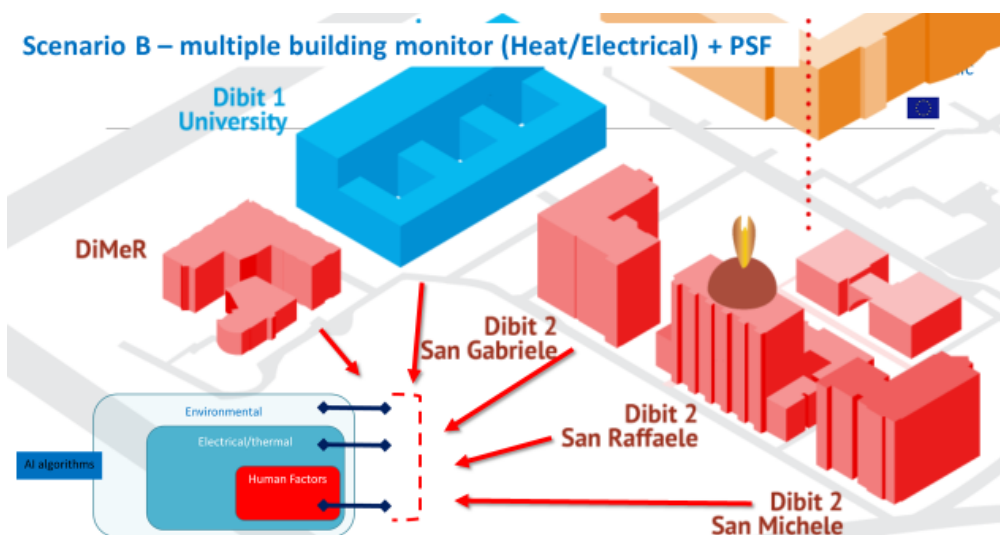 Scenario B – multiple building monitor (Heat/Electrical) + PSF
Dibit 1
University
DiMeR
Dibit 2
San Gabriele
Dibit 2
San Raffaele
Dibit 2
San Michele
Environmental
Electrical/thermal
Human Factors
AI algorithms